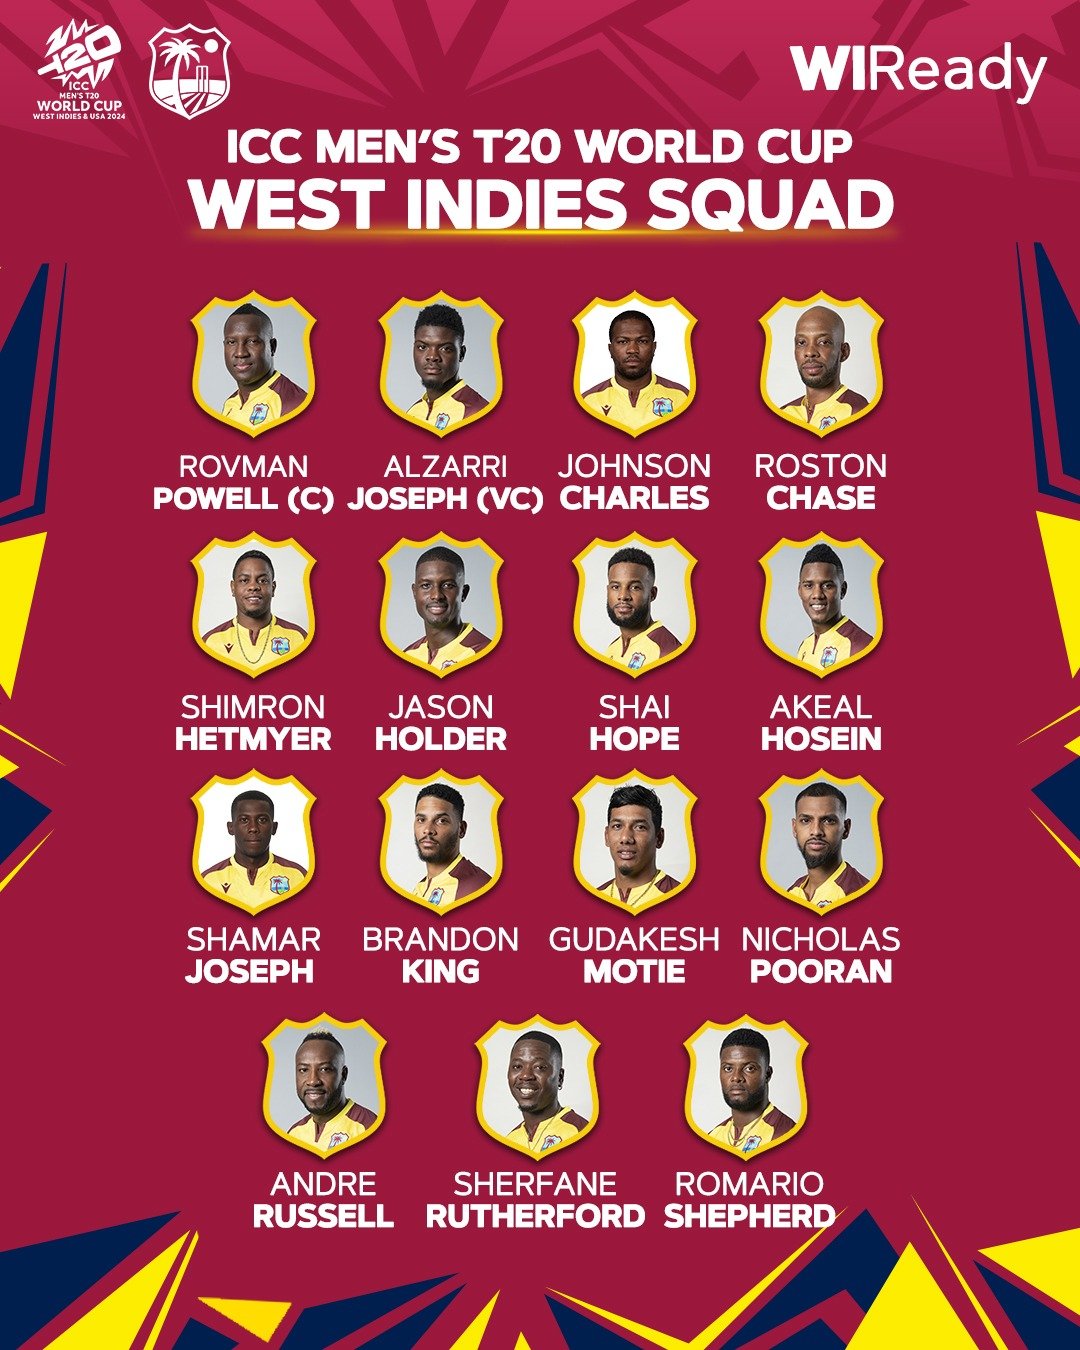 T20
ICC
MEN'S T20
WORLD CUP
WEST INDIES & USA 2024
WIReady
ICC MEN'S T20 WORLD CUP
WEST INDIES SQUAD
ROVMAN
POWELL (C)
ALZARRI
JOSEPH (VC)
JOHNSON
CHARLES
ROSTON
CHASE
SHIMRON
HETMYER
JASON
HOLDER
SHAI
HOPE
AKEAL
HOSEIN
SHAMAR
JOSEPH
BRANDON
KING
GUDAKESH
MOTIE
NICHOLAS
POORAN
ANDRE
RUSSELL
SHERFANE
RUTHERFORD
ROMARIO
SHEPHERD